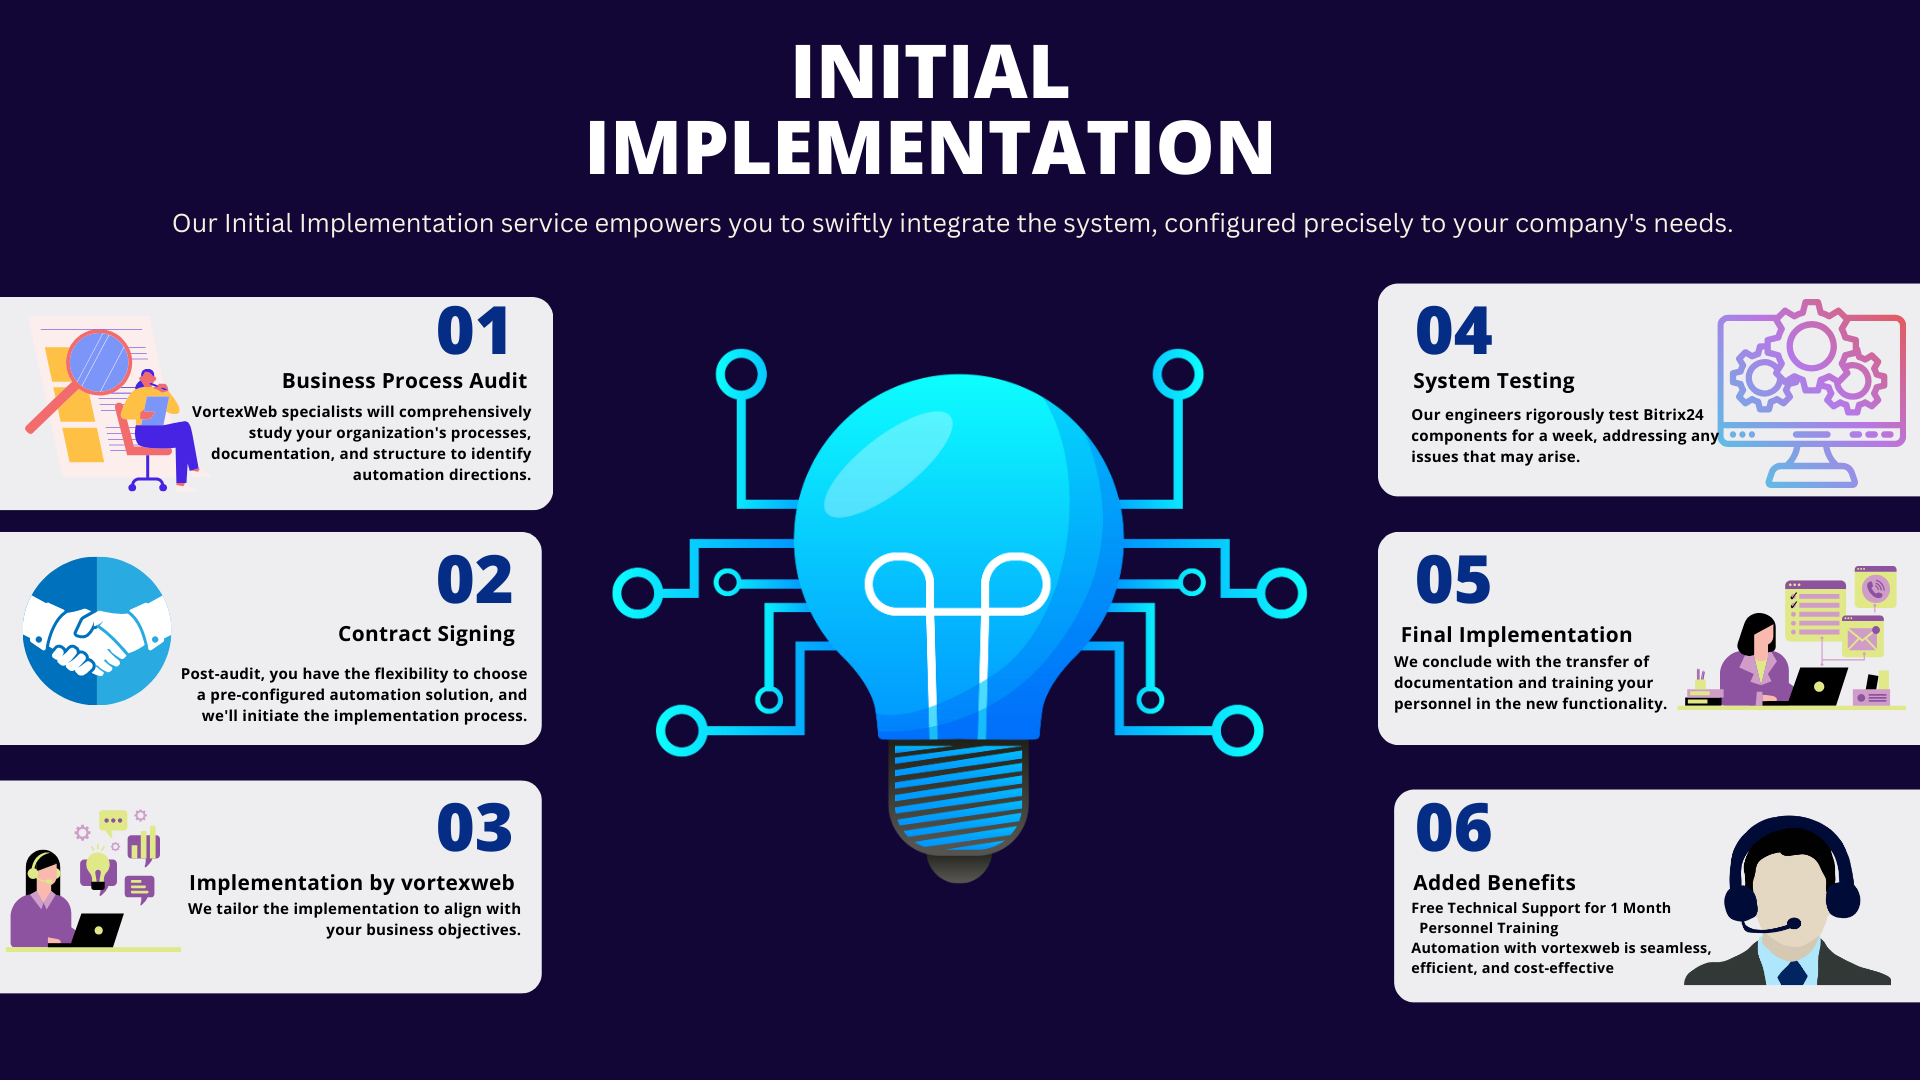 INITIAL
IMPLEMENTATION
Our Initial Implementation service empowers you to swiftly integrate the system, configured precisely to your company's needs.
01
Business Process Audit
VortexWeb specialists will comprehensively
study your organization's processes,
documentation, and structure to identify
automation directions.
02
Contract Signing
Post-audit, you have the flexibility to choose
a pre-configured automation solution, and
we'll initiate the implementation process.
03
Implementation by vortexweb
We tailor the implementation to align with
your business objectives.
04
System Testing
Our engineers rigorously test Bitrix24
components for a week, addressing any
issues that may arise.
05
Final Implementation
We conclude with the transfer of
documentation and training your
personnel in the new functionality.
06
Added Benefits
Free Technical Support for 1 Month
Personnel Training
Automation with vortexweb is seamless,
efficient, and cost-effective